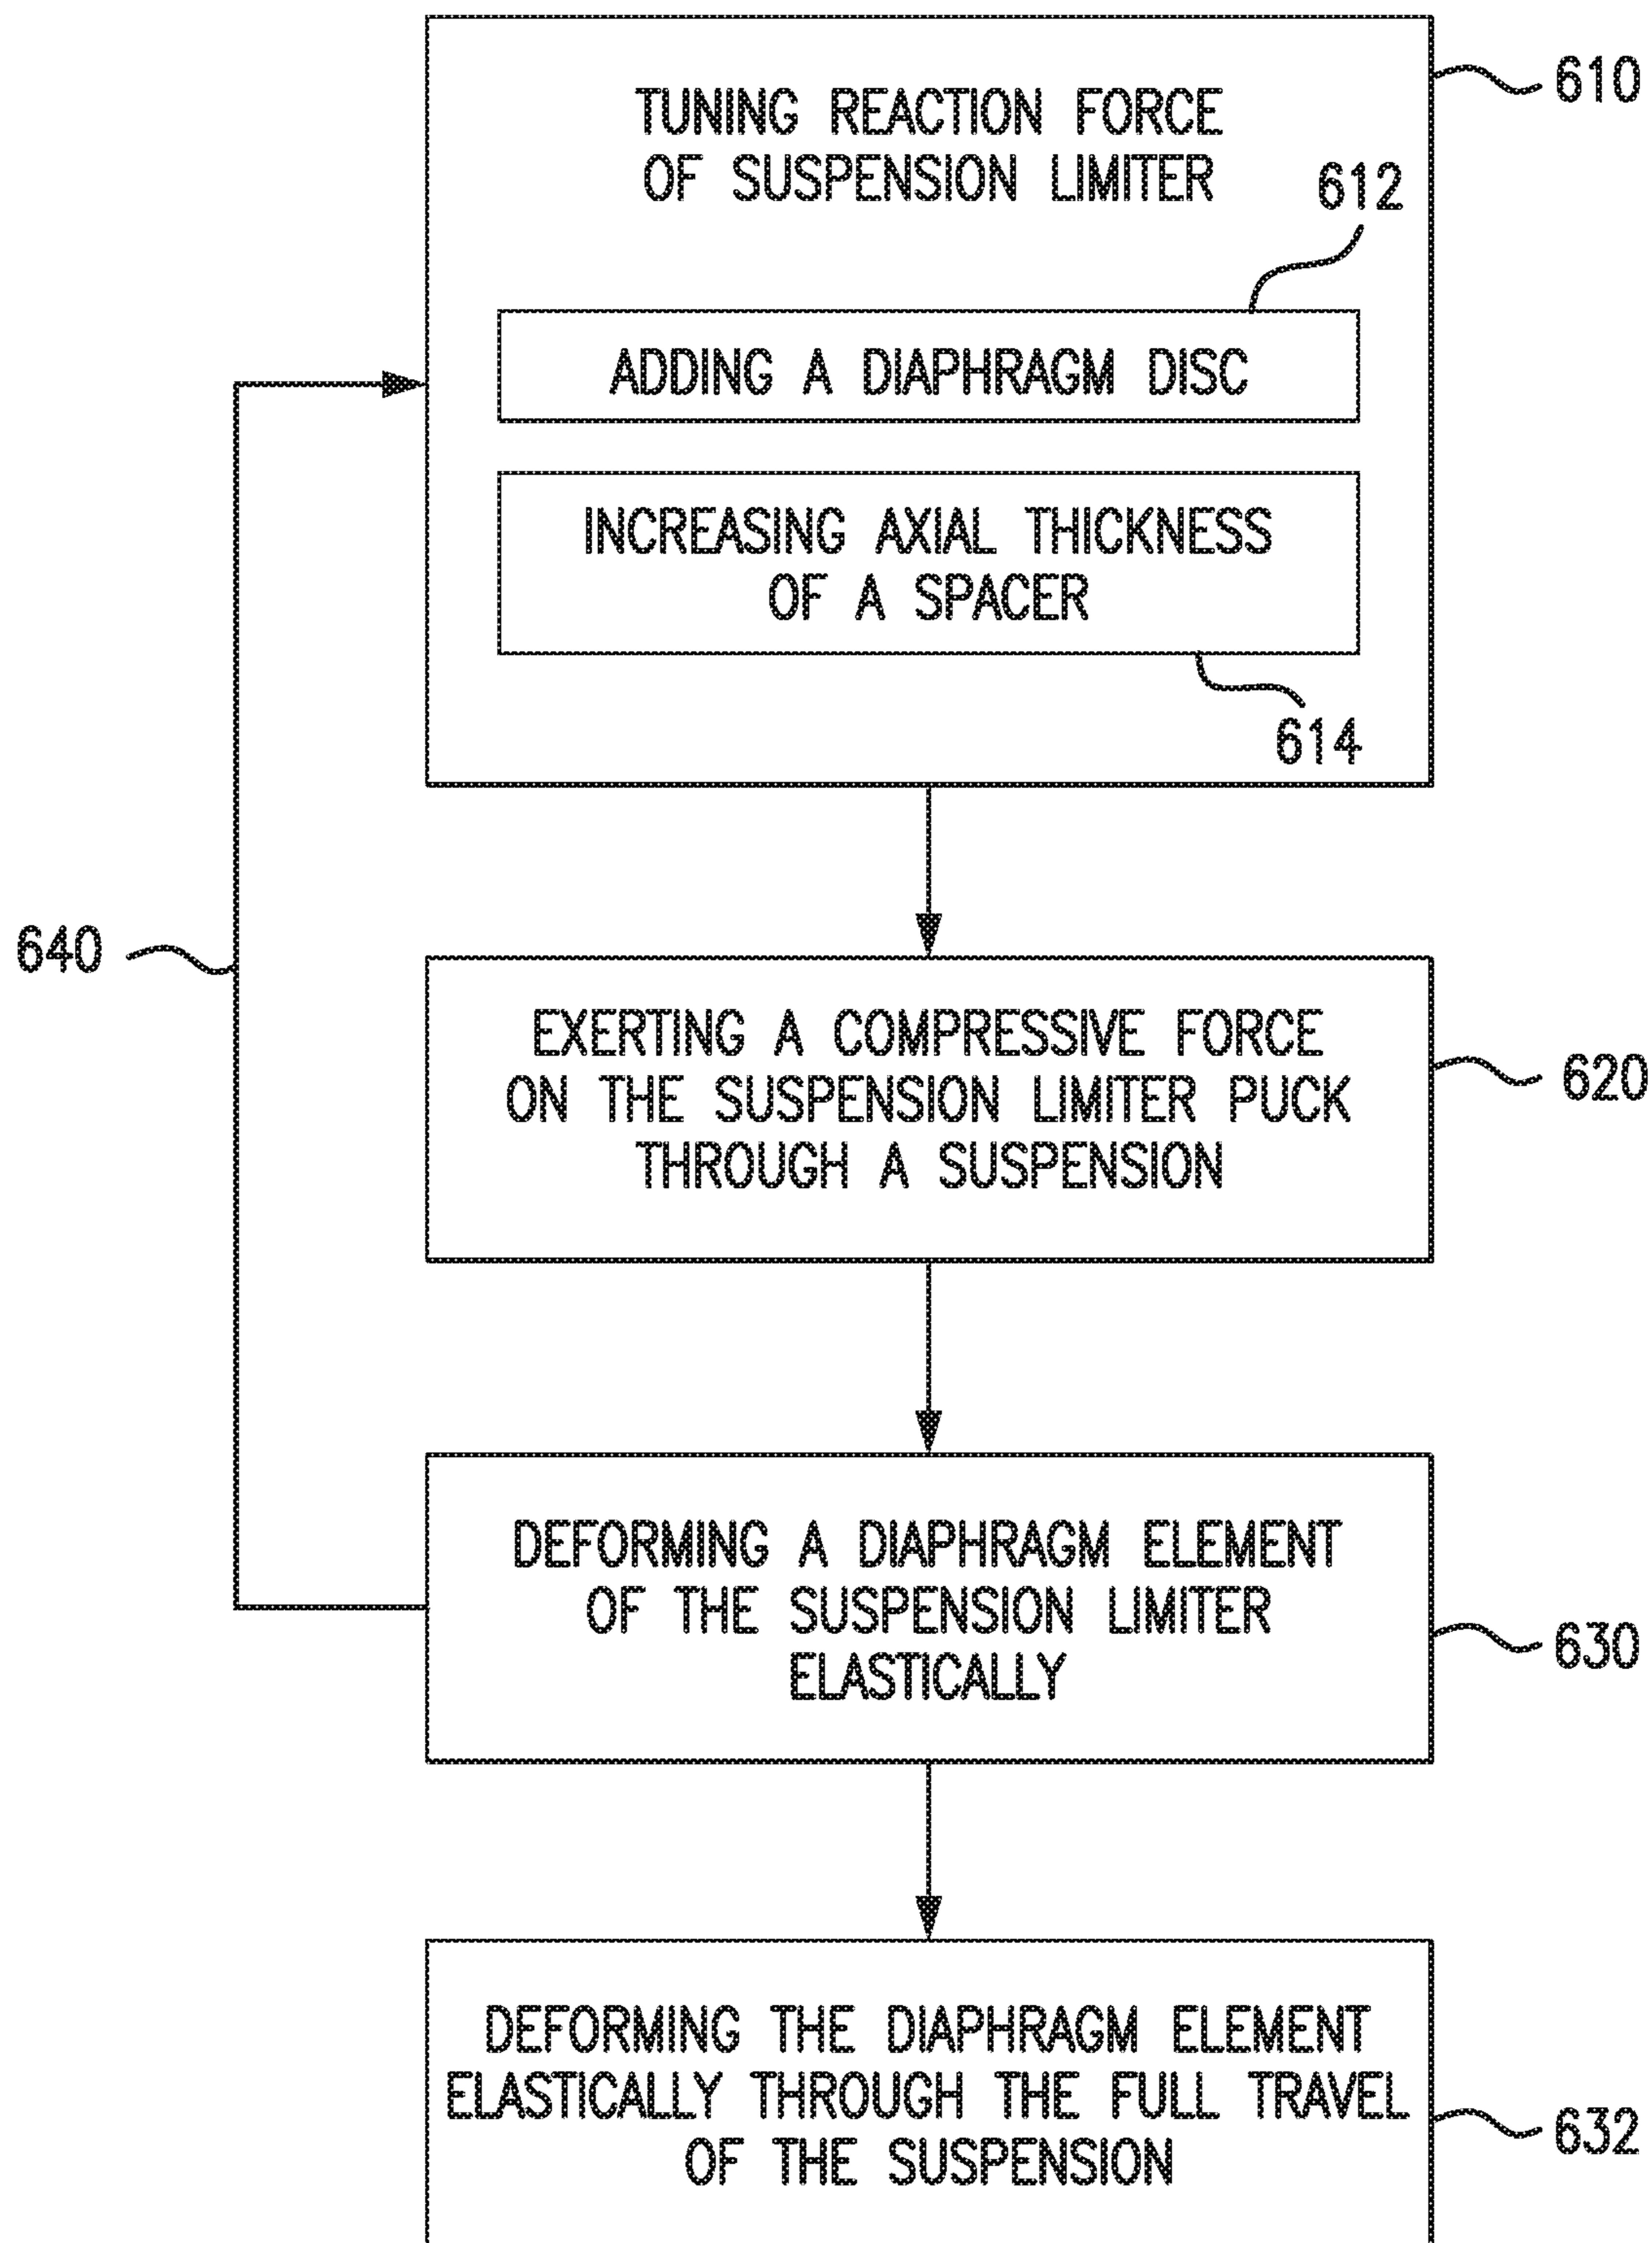 TUNING REACTION FORCE
OF SUSPENSION LIMITER
610
612
ADDING A DIAPHRAGM DISC
INCREASING AXIAL THICKNESS
OF A SPACER
614
640
EXERTING A COMPRESSIVE FORCE
ON THE SUSPENSION LIMITER PUCK
THROUGH A SUSPENSION
620
DEFORMING A DIAPHRAGM ELEMENT
OF THE SUSPENSION LIMITER
ELASTICALLY
630
DEFORMING THE DIAPHRAGM ELEMENT
ELASTICALLY THROUGH THE FULL TRAVEL
OF THE SUSPENSION
632